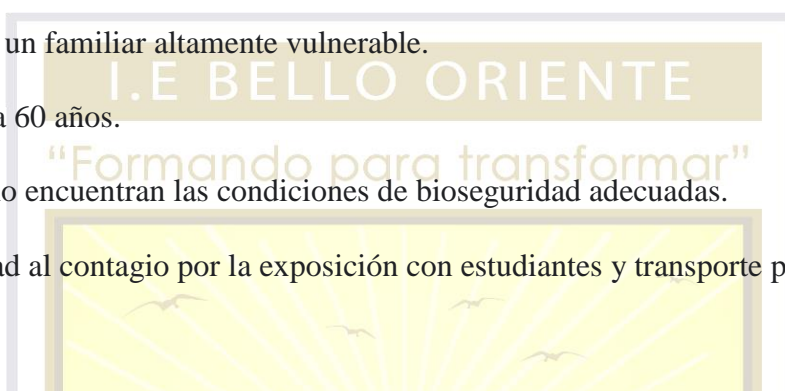 un familiar altamente vulnerable.
I.E BELLO ORIENTE
60 años.
“Formando para transformar”
encuentran las condiciones de bioseguridad adecuadas.
al contagio por la exposición con estudiantes y transporte